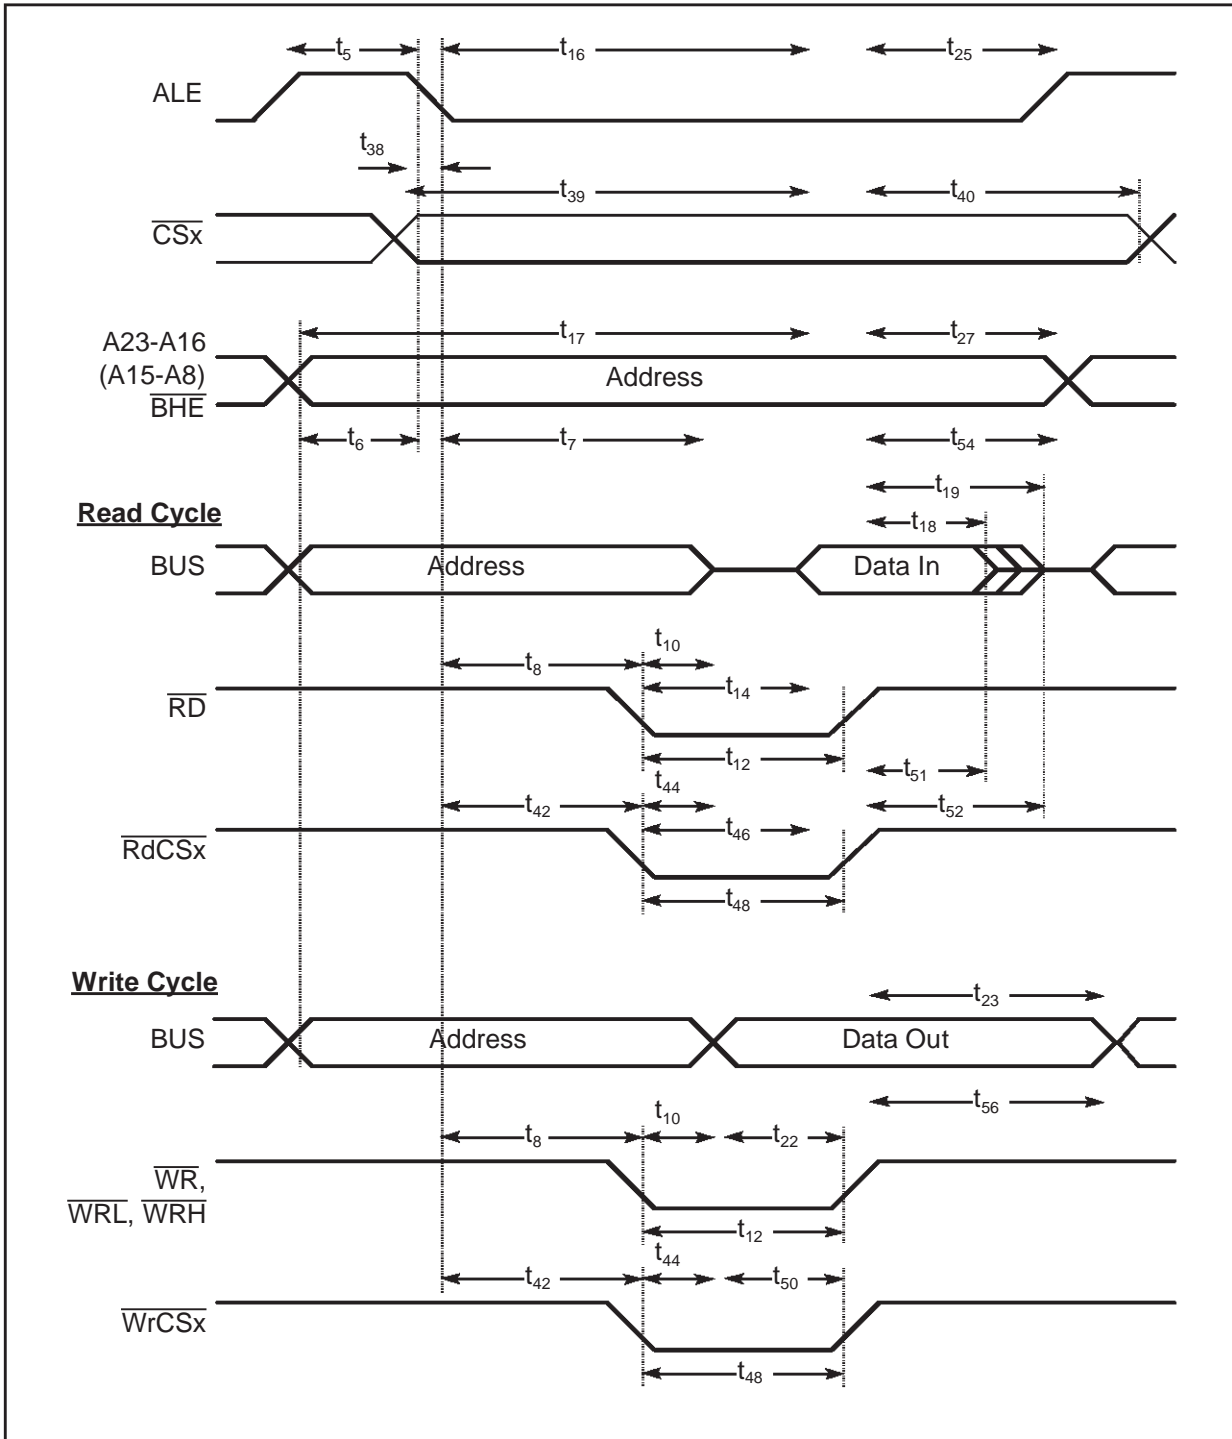 t5 t16 t25
ALE
t38
t39 t40
CSx
t17 t27
A23-A16
(A15-A8)
BHE
Address
t6 t7 t54
t19
Read Cycle
t18
BUS Address Data In
t10
t8
t14
RD
t12 t51
t44
t42 t52
t46
RdCSx
t48
Write Cycle
t23
BUS Address Data Out
t56
t10
t8 t22
WR,
WRL, WRH
t12
t44
t42 t50
WrCSx
t48